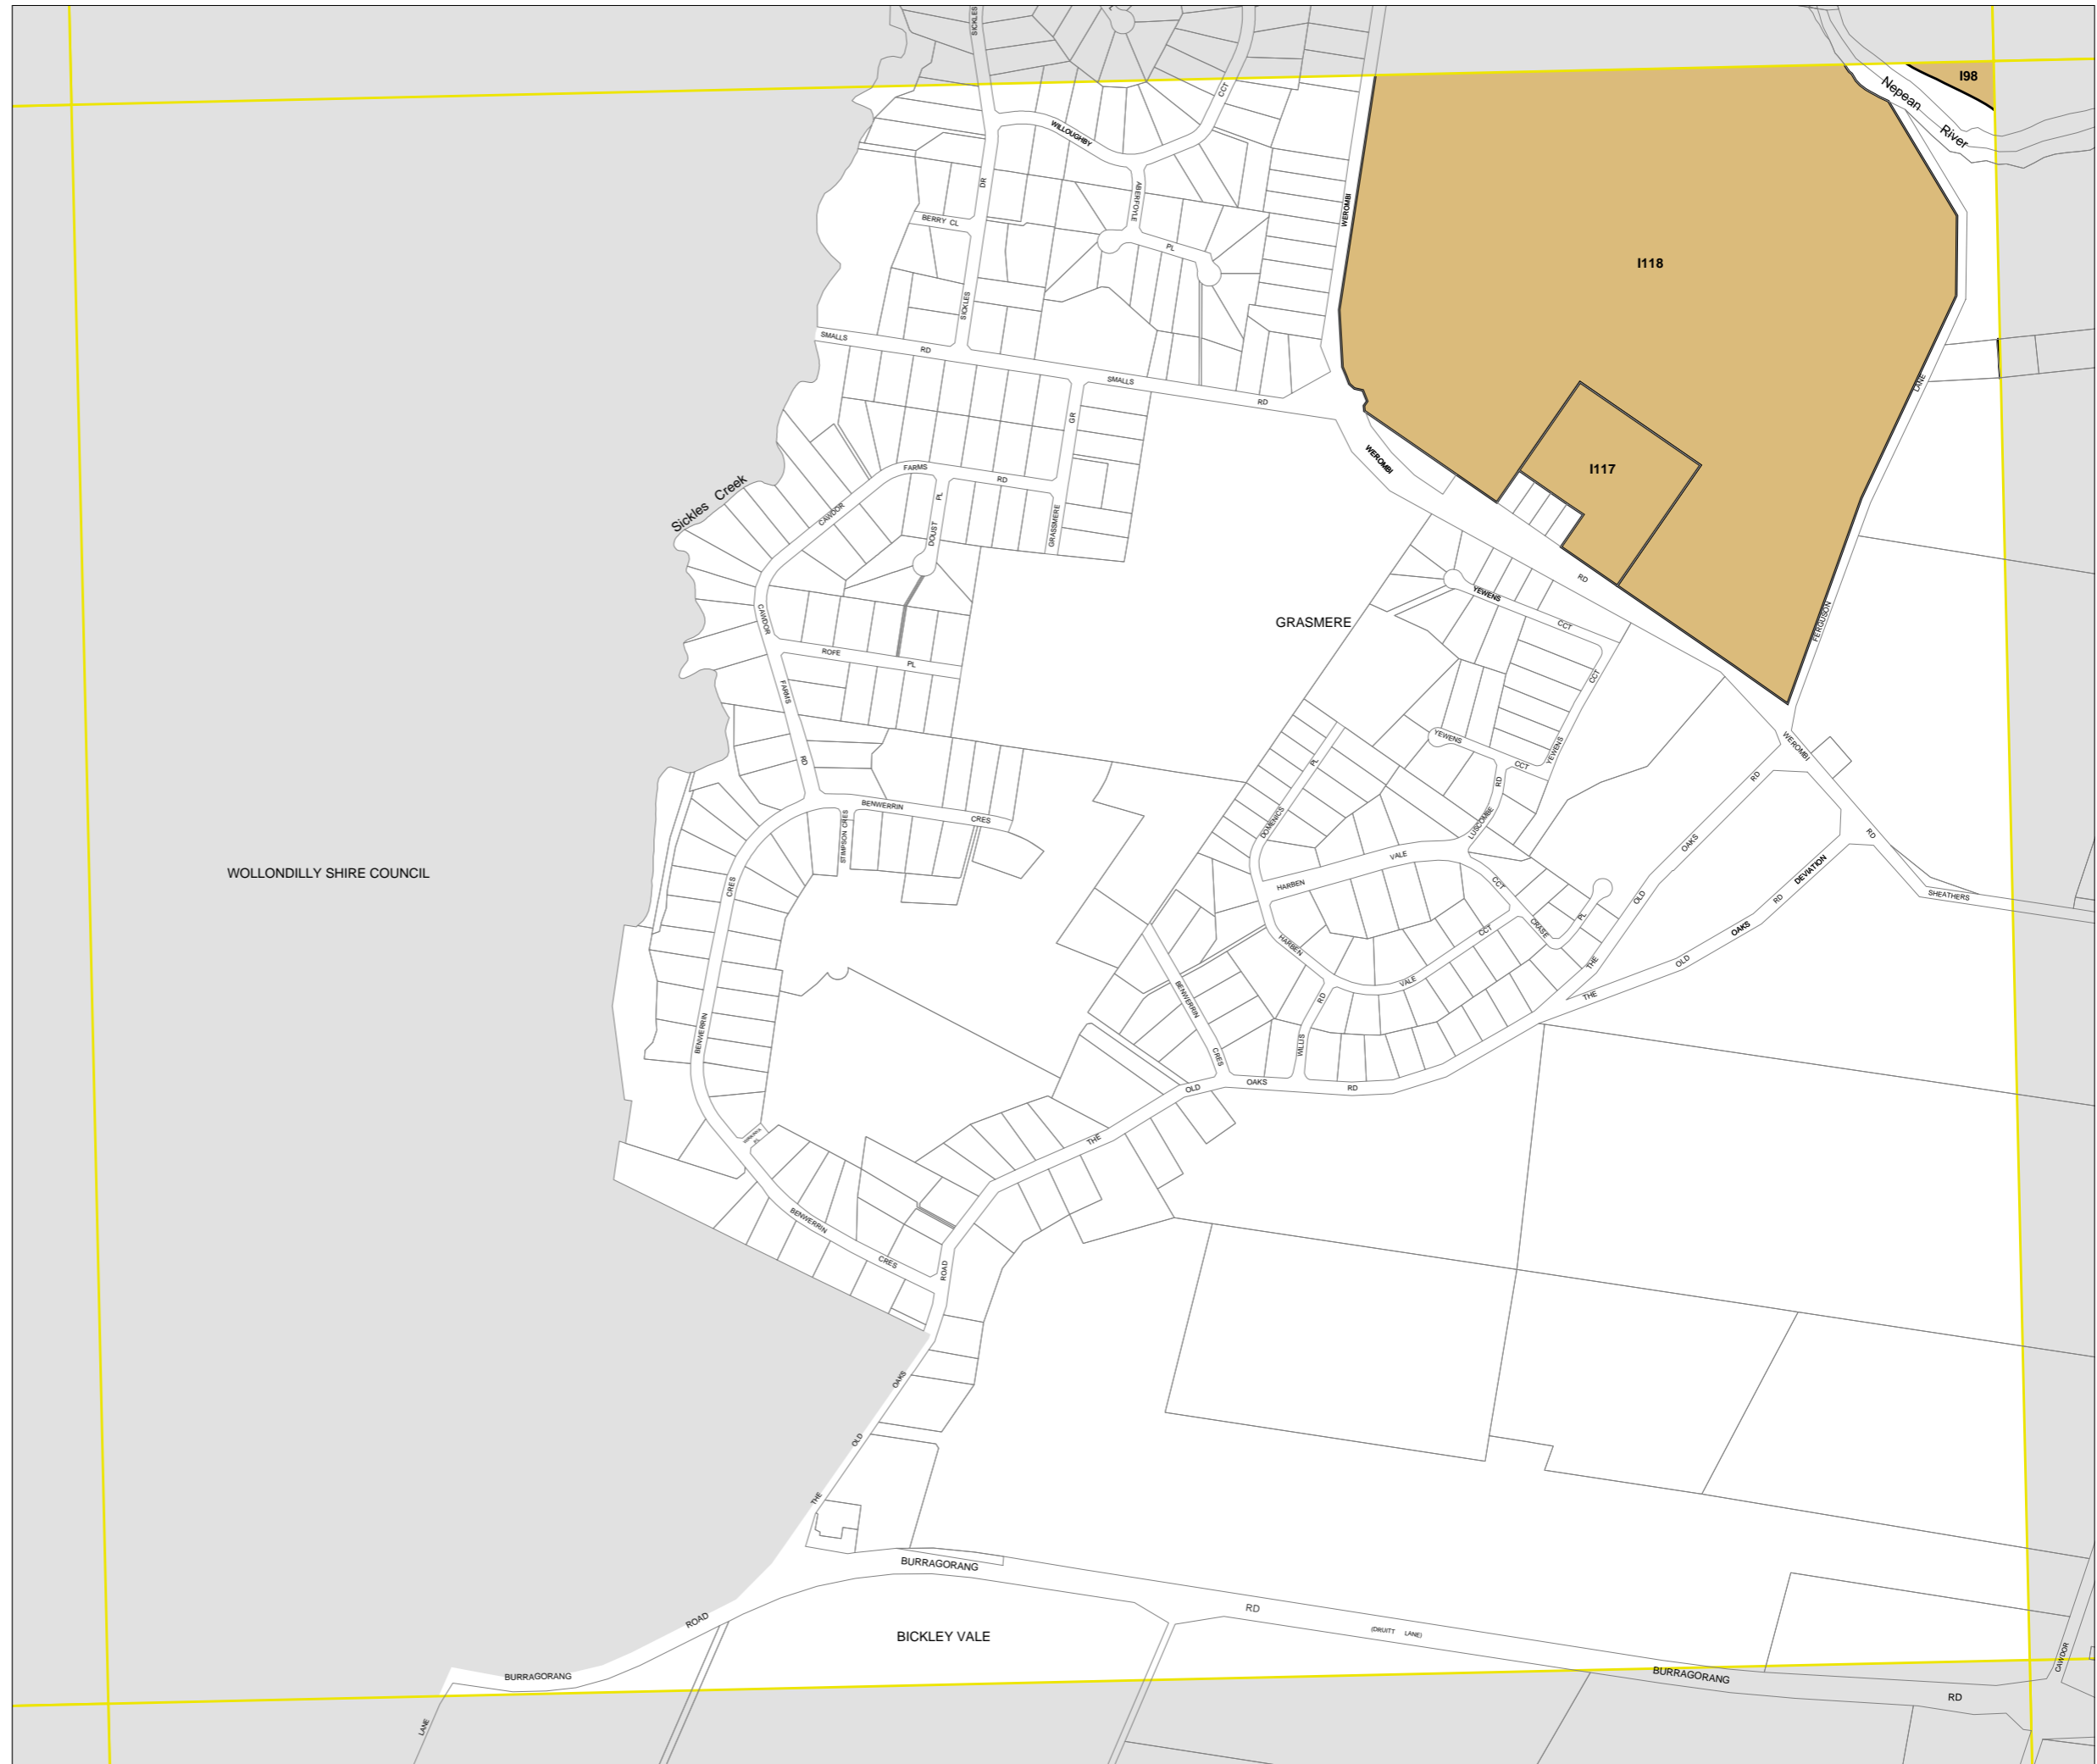 SICKLES
I98
Nepean
River
CCT
WILLOUGHBY
DR
ABERFOYLE
WEROMBI
BERRY CL
PL
I118
SICKLES
SMALLS
RD
SMALLS
RD
LANE
GR
WEROMBI
FARMS
RD
I117
Sickles Creek
CAWDOR
PL
DOUST
GRASSMERE
RD
YEWENS
CCT
CAWDOR
GRASMERE
FERGUSON
ROFE
PL
CCT
FARMS
YEWENS
YEWENS
CCT
WEROMBI
RD
PL
RD
RD
BENWERRIN
CRES
STIMPSON CRES
DOMENICS
LUSCOMBE
OAKS
RD
VALE
WOLLONDILLY SHIRE COUNCIL
CRES
HARBEN
CCT
DEVIATION
OLD
RD
SHEATHERS
PL
CRASE
CCT
OAKS
HARBEN
THE
OLD
VALE
BENWERRIN
RD
THE
BENWERRIN
WILLIS
CRES
OLD
OAKS
RD
THE
PL
BENWERRIN
CRES
ROAD
OAKS
OLD
THE
BURRAGORANG
RD
ROAD
(DRUITT LANE)
BICKLEY VALE
BURRAGORANG
BURRAGORANG
CAWDOR
RD
LANE